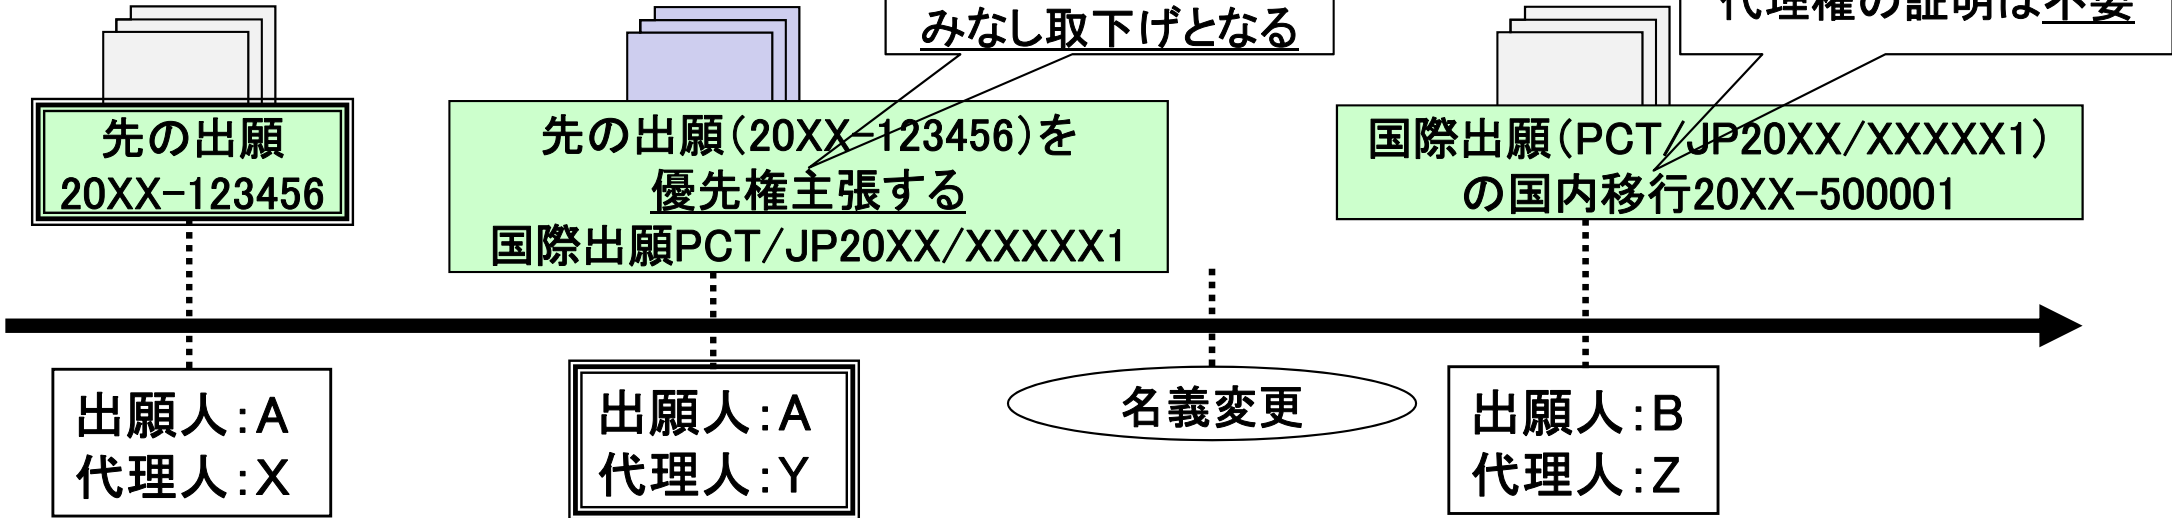 みなし取下げとなる
代理権の証明は不要
先の出願
20XX-123456
先の出願(20XX-123456)を
優先権主張する
国際出願PCT/JP20XX/XXXXX1
国際出願(PCT/JP20XX/XXXXX1)
の国内移行20XX-500001
出願人:A
代理人:X
出願人:A
代理人:Y
名義変更
出願人:B
代理人:Z